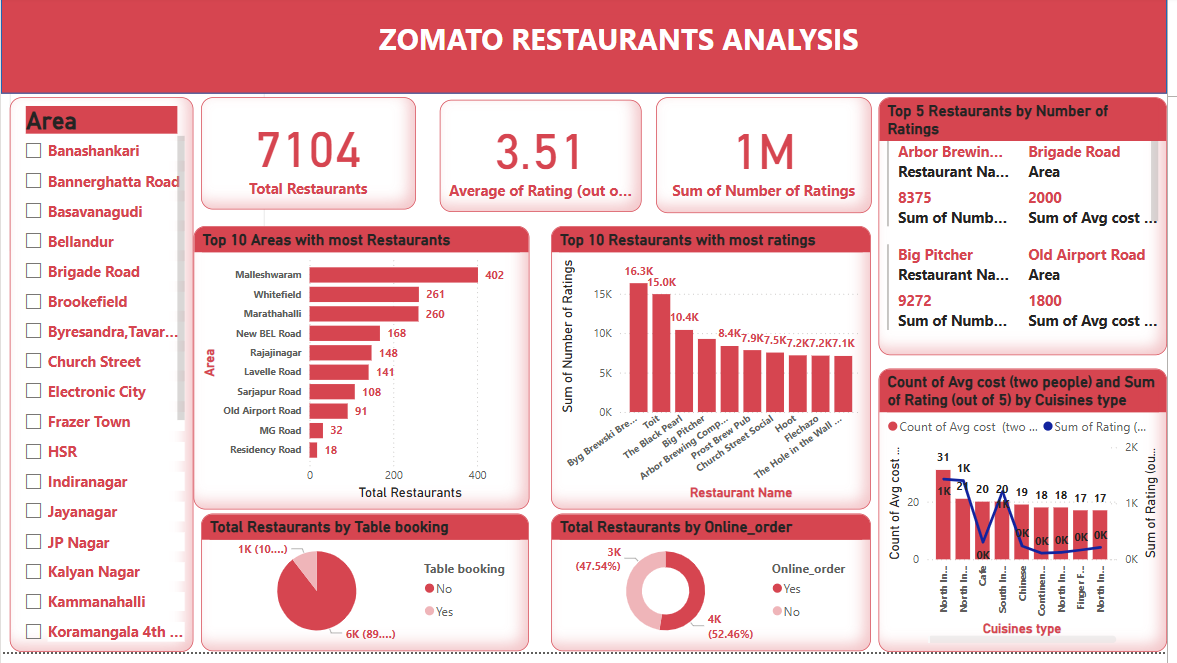 ZOMATO RESTAURANTS ANALYSIS
Area
Banashankari
Bannerghatta Road
Basavanagudi
Bellandur
Brigade Road
Brookefield
Byresandra,Tavar...
Church Street
Electronic City
Frazer Town
HSR
Indiranagar
Jayanagar
JP Nagar
Kalyan Nagar
Kammanahalli
Koramangala 4th ...
7104
Total Restaurants
3.51
Average of Rating (out o...
1M
Sum of Number of Ratings
Top 5 Restaurants by Number of
Ratings
Arbor Brewin... Brigade Road
Restaurant Na... Area
8375 2000
Sum of Numb... Sum of Avg cost ...
Big Pitcher Old Airport Road
Restaurant Na... Area
9272 1800
Sum of Numb... Sum of Avg cost ...
Top 10 Areas with most Restaurants
Area
Malleshwaram 402
Whitefield 261
Marathahalli 260
New BEL Road 168
Rajajinagar 148
Lavelle Road 141
Sarjapur Road 108
Old Airport Road 91
MG Road 32
Residency Road 18
0 200 400
Total Restaurants
Top 10 Restaurants with most ratings
Sum of Number of Ratings
15K
10K
5K
0K
16.3K
15.0K
10.4K
8.4K
7.9K
7.5K
7.2K
7.2K
7.1K
Byg Brewski Bre...
Toit
The Black Pearl
Big Pitcher
Arbor Brewing Comp...
Prost Brew Pub
Church Street Social
Hoot
Flechazo
The Hole in the Wall ...
Restaurant Name
Total Restaurants by Table booking
1K (10....)
6K (89....)
Table booking
No
Yes
Total Restaurants by Online_order
3K
(47.54%)
4K
(52.46%)
Online_order
Yes
No
Count of Avg cost (two people) and Sum
of Rating (out of 5) by Cuisines type
Count of Avg cost (two ... Sum of Rating (...
Count of Avg cost ...
20
0
31
21
20
20
19
18
18
17
17
1K
1K
0K
1K
0K
0K
0K
0K
0K
2K
1K
0K
Sum of Rating (ou...
North In...
North In...
Cafe
South In...
Chinese
Continen...
North In...
Finger F...
North In...
Cuisines type